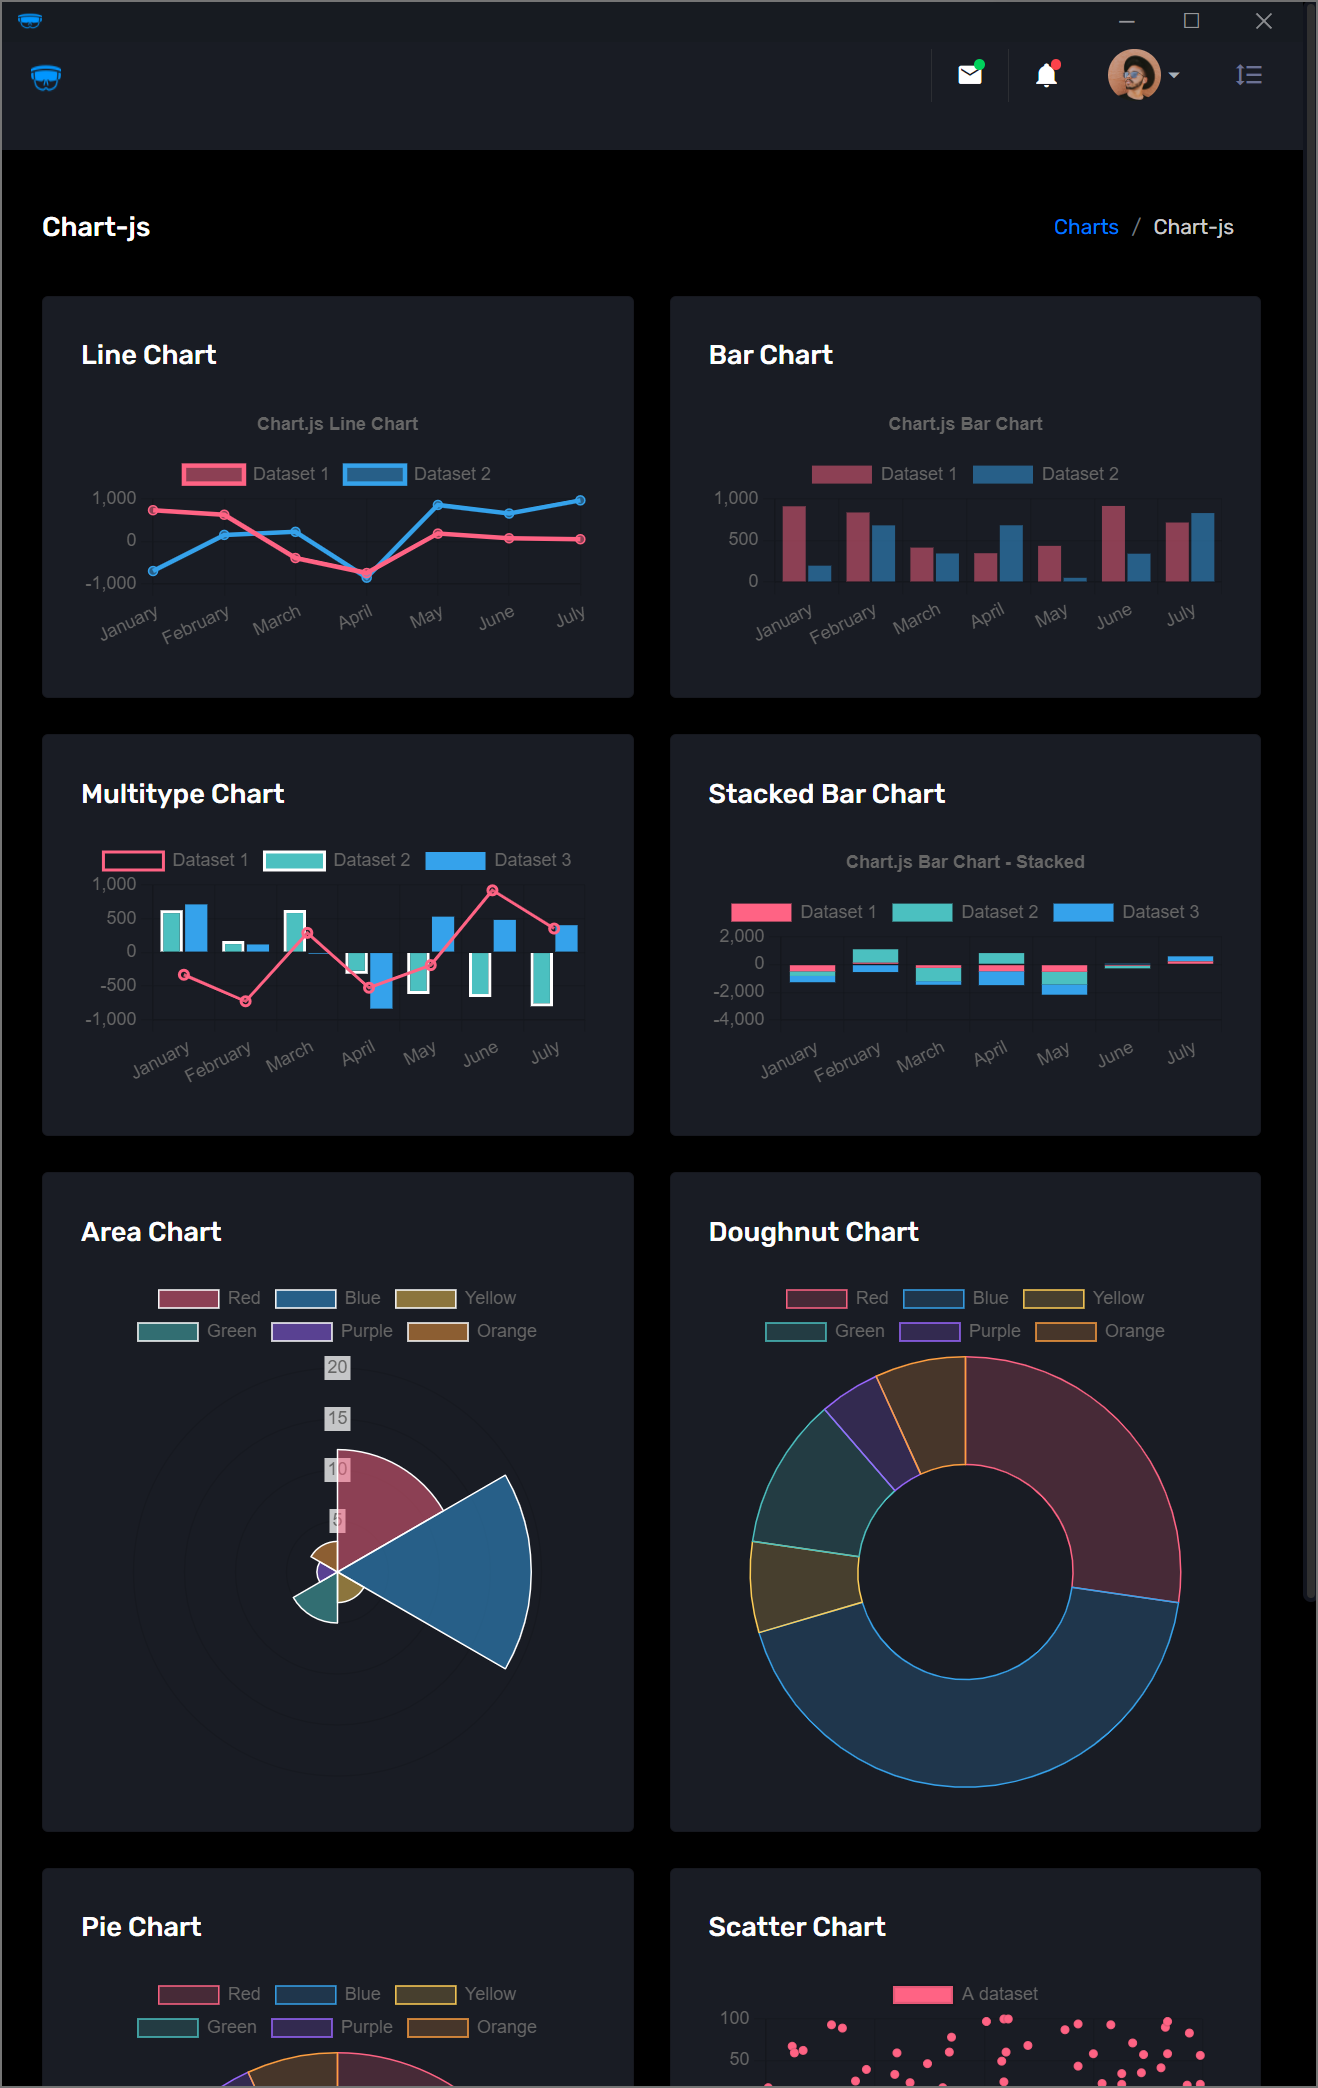 Chart-js
Charts / Chart-js
Line Chart
Chart.js Line Chart
Dataset 1 Dataset 2
1,000
0
-1,000
January February March April May June July
Bar Chart
Chart.js Bar Chart
Dataset 1 Dataset 2
1,000
500
0
January February March April May June July
Multitype Chart
Dataset 1 Dataset 2 Dataset 3
1,000
500
0
-500
-1,000
January February March April May June July
Stacked Bar Chart
Chart.js Bar Chart - Stacked
Dataset 1 Dataset 2 Dataset 3
2,000
0
-2,000
-4,000
January February March April May June July
Area Chart
Red Blue Yellow
Green Purple Orange
20
15
10
5
Doughnut Chart
Red Blue Yellow
Green Purple Orange
Pie Chart
Red Blue Yellow
Green Purple Orange
Scatter Chart
A dataset
100
50